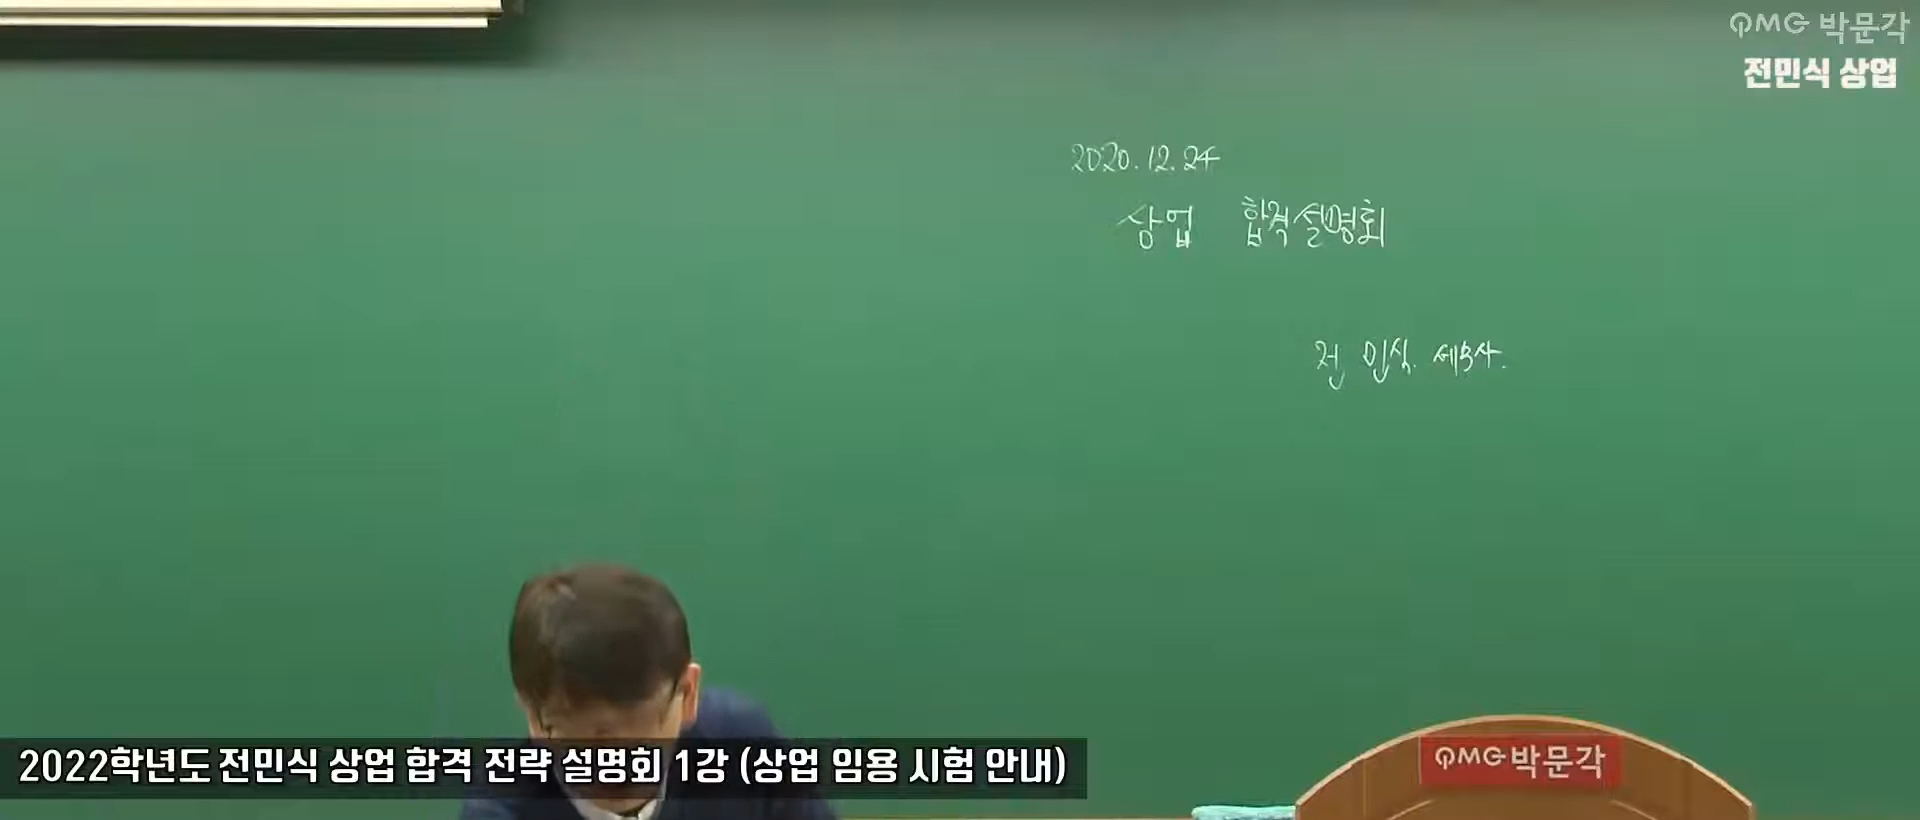 PMG 박문각
전민식 상업
2020.12.24
상업 합격설명회
전 민식 세무사.
2022학년도 전민식 상업 합격 전략 설명회 1강 (상업 임용 시험 안내)
PMG 박문각